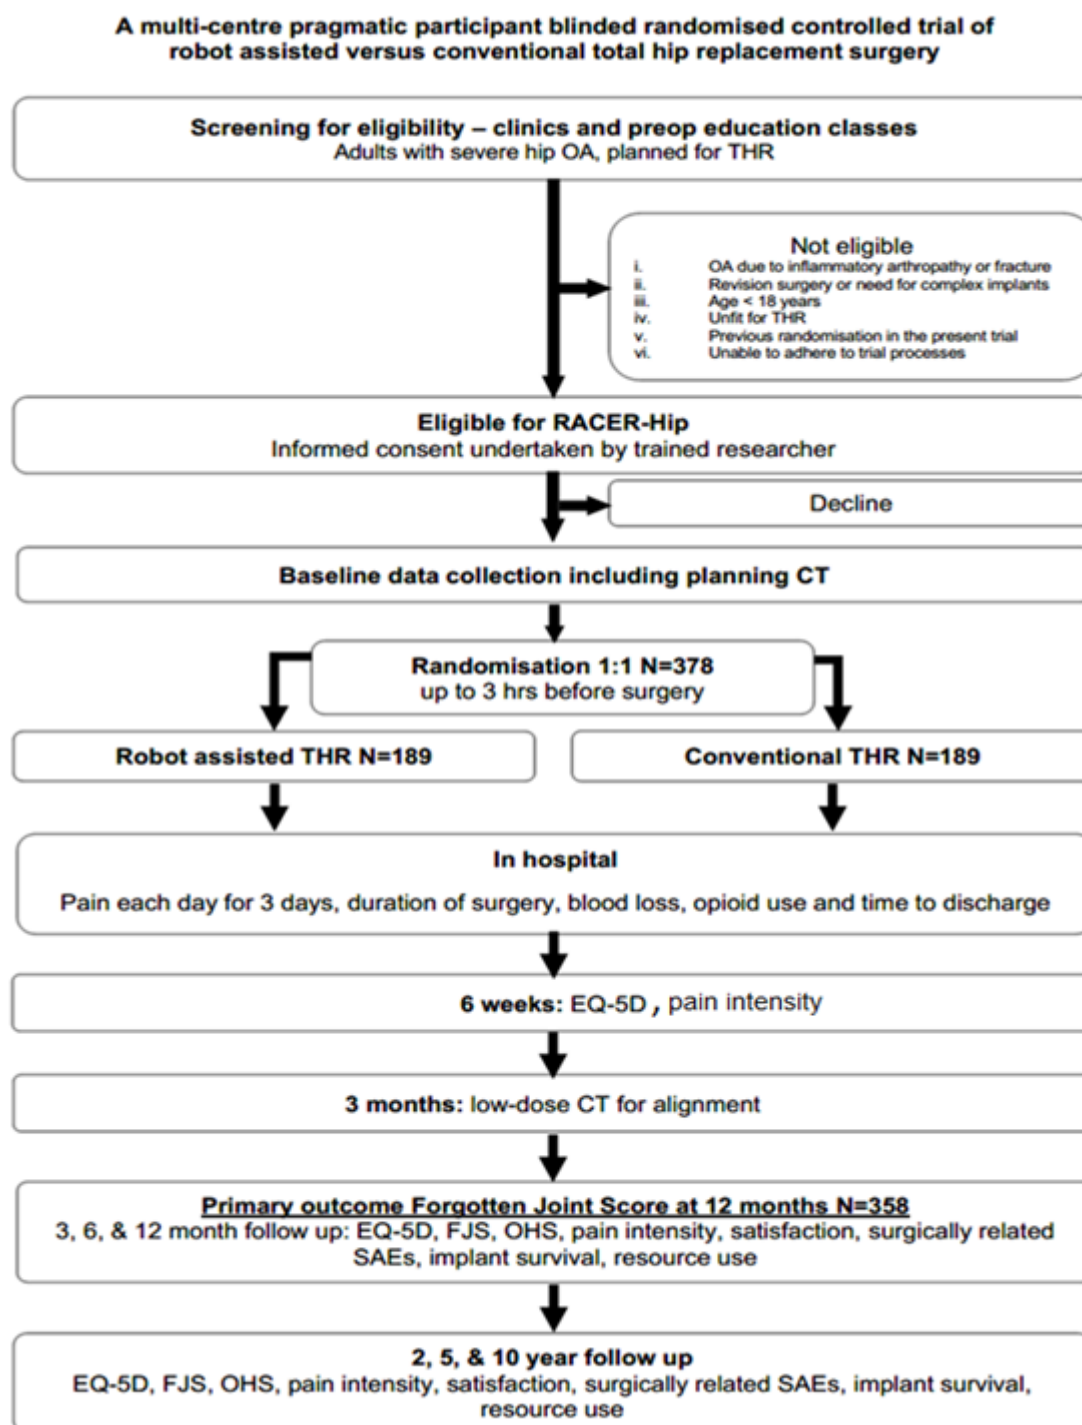 A multi-centre pragmatic participant blinded randomised controlled trial of
robot assisted versus conventional total hip replacement surgery
Screening for eligibility – clinics and preop education classes
Adults with severe hip OA, planned for THR
Not eligible
i. OA due to inflammatory arthropathy or fracture
ii. Revision surgery or need for complex implants
iii. Age < 18 years
iv. Unfit for THR
v. Previous randomisation in the present trial
vi. Unable to adhere to trial processes
Eligible for RACER-Hip
Informed consent undertaken by trained researcher
Decline
Baseline data collection including planning CT
Randomisation 1:1 N=378
up to 3 hrs before surgery
Robot assisted THR N=189
Conventional THR N=189
In hospital
Pain each day for 3 days, duration of surgery, blood loss, opioid use and time to discharge
6 weeks: EQ-5D, pain intensity
3 months: low-dose CT for alignment
Primary outcome Forgotten Joint Score at 12 months N=358
3, 6, & 12 month follow up: EQ-5D, FJS, OHS, pain intensity, satisfaction, surgically related
SAEs, implant survival, resource use
2, 5, & 10 year follow up
EQ-5D, FJS, OHS, pain intensity, satisfaction, surgically related SAEs, implant survival,
resource use